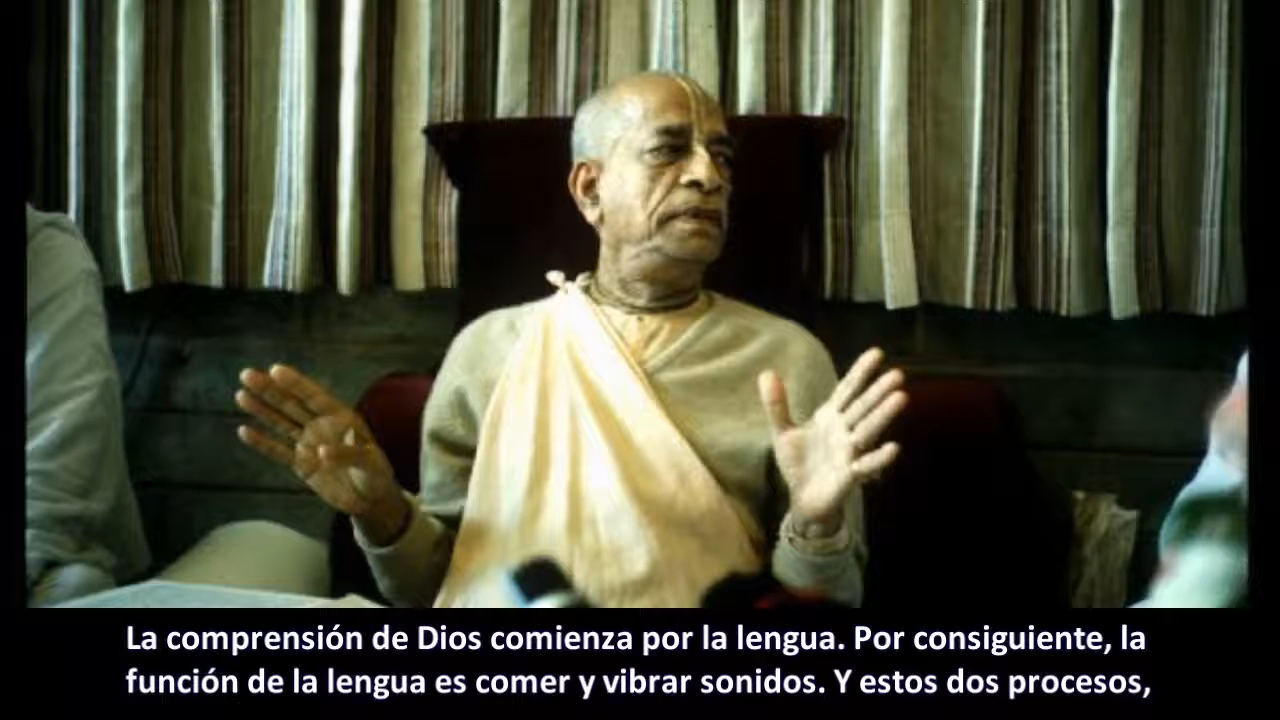 La comprensión de Dios comienza por la lengua. Por consiguiente, la
función de la lengua es comer y vibrar sonidos. Y estos dos procesos,